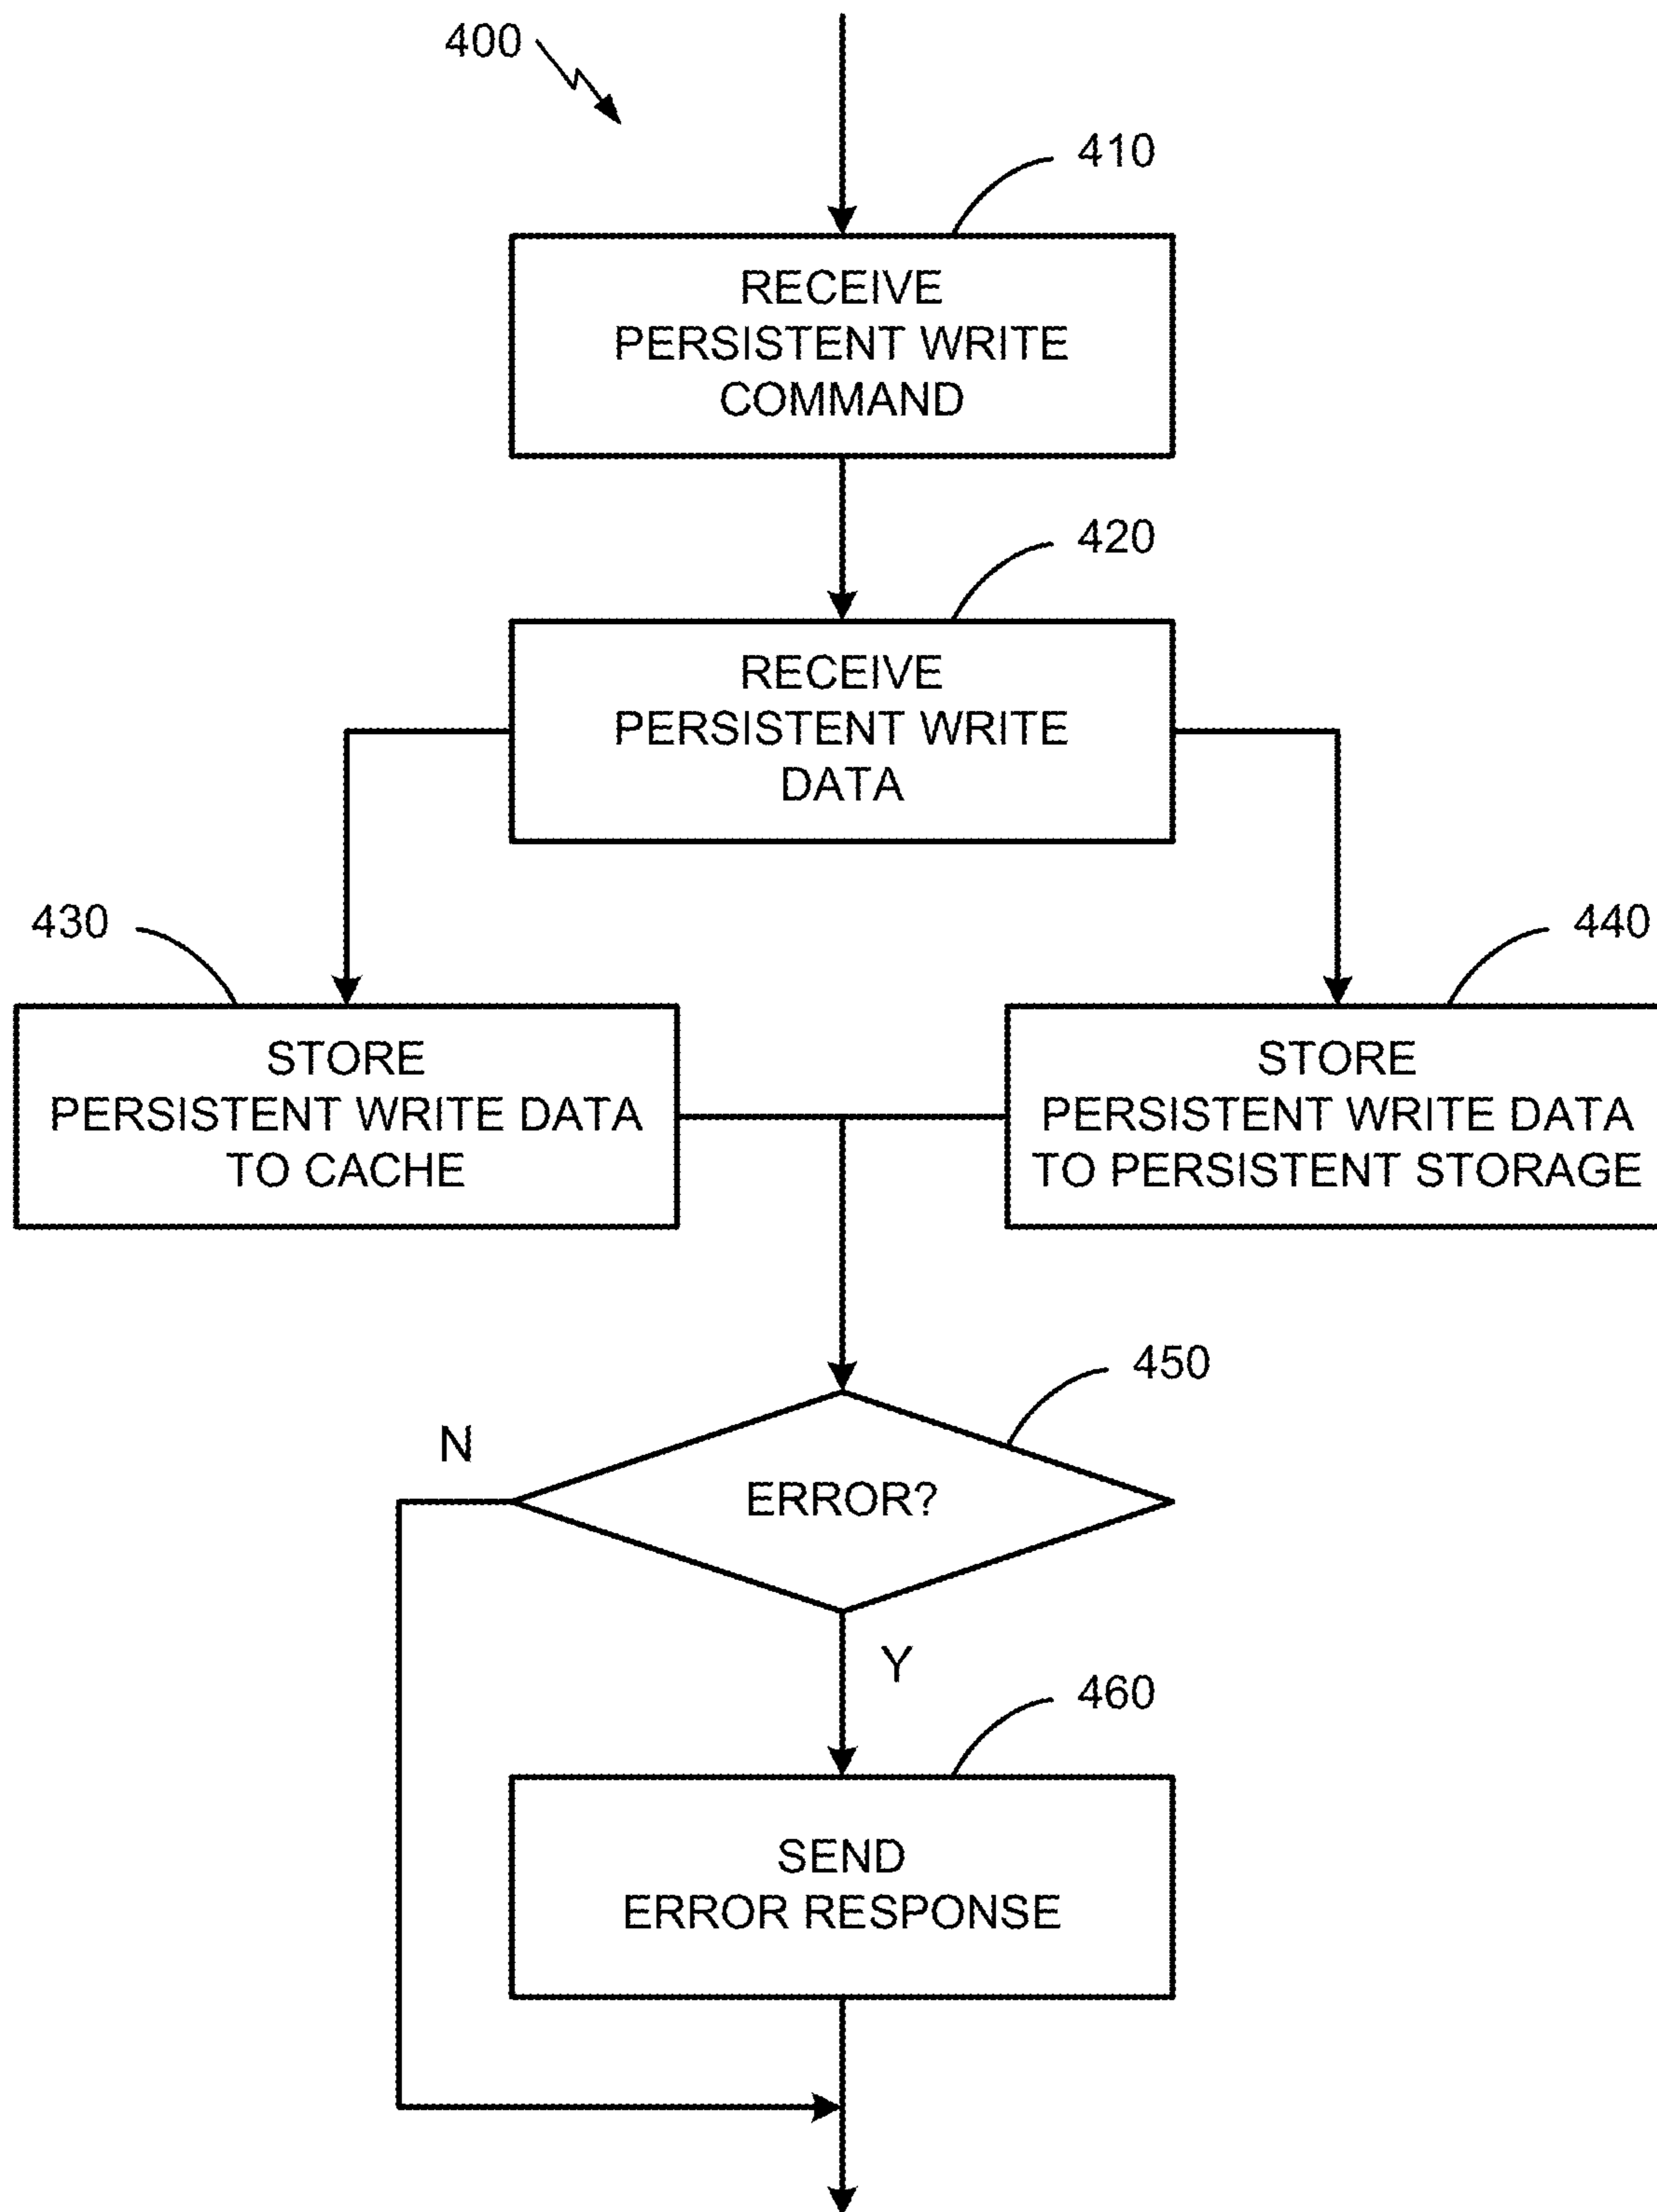 400
410
RECEIVE
PERSISTENT WRITE
COMMAND
420
RECEIVE
PERSISTENT WRITE
DATA
430
STORE
PERSISTENT WRITE DATA
TO CACHE
440
STORE
PERSISTENT WRITE DATA
TO PERSISTENT STORAGE
450
ERROR?
N
Y
460
SEND
ERROR RESPONSE